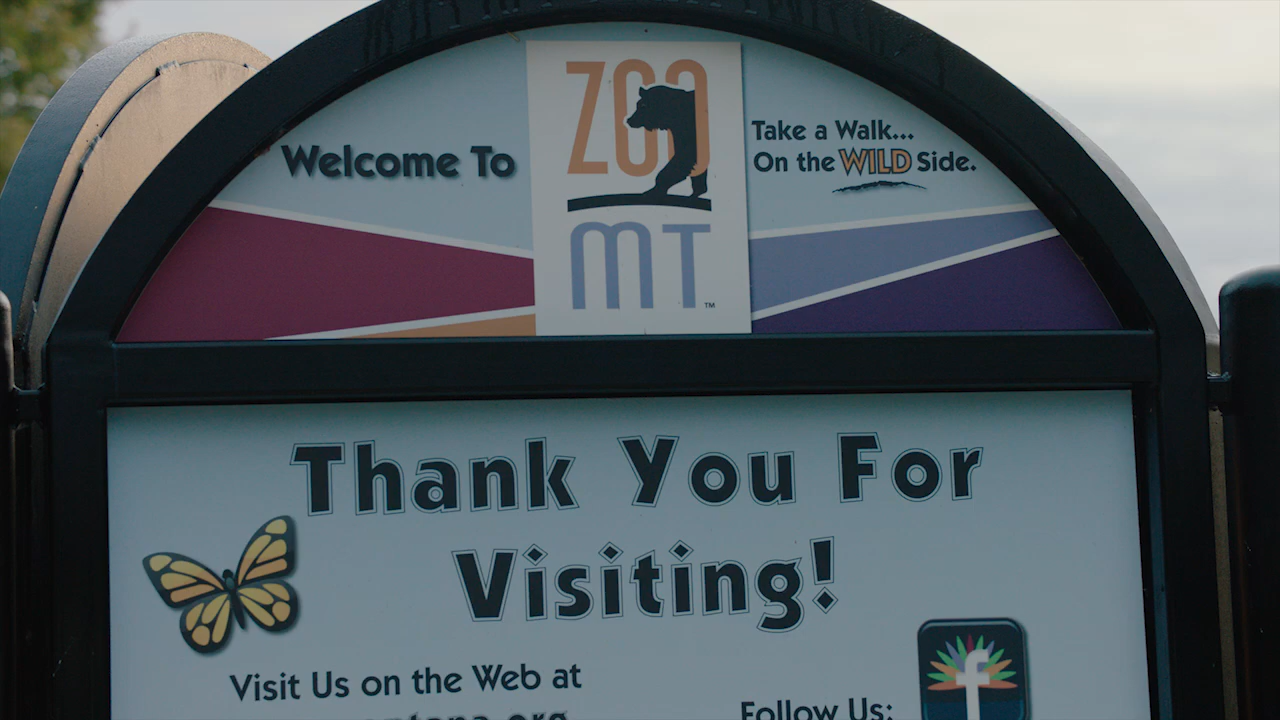 Welcome To
ZOO
MT
TM
Take a Walk...
On the WILD Side.
Thank You For
Visiting!
Visit Us on the Web at
Follow Us:
f